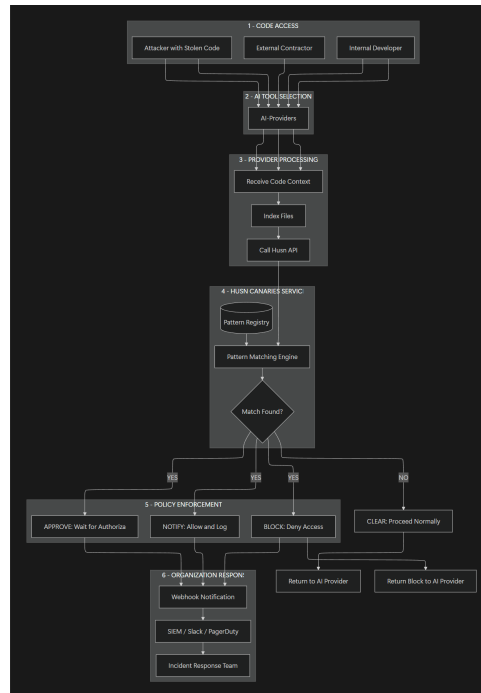 1 - CODE ACCESS
Attacker with Stolen Code
External Contractor
Internal Developer
2 - AI TOOL SELECTION
AI-Providers
3 - PROVIDER PROCESSING
Receive Code Context
Index Files
Call Husn API
4 - HUSN CANARIES SERVIC
Pattern Registry
Pattern Matching Engine
Match Found?
YES
YES
YES
NO
5 - POLICY ENFORCEMENT
APPROVE: Wait for Authoriza
NOTIFY: Allow and Log
BLOCK: Deny Access
CLEAR: Proceed Normally
6 - ORGANIZATION RESPON
Webhook Notification
Return to AI Provider
Return Block to AI Provider
SIEM / Slack / PagerDuty
Incident Response Team